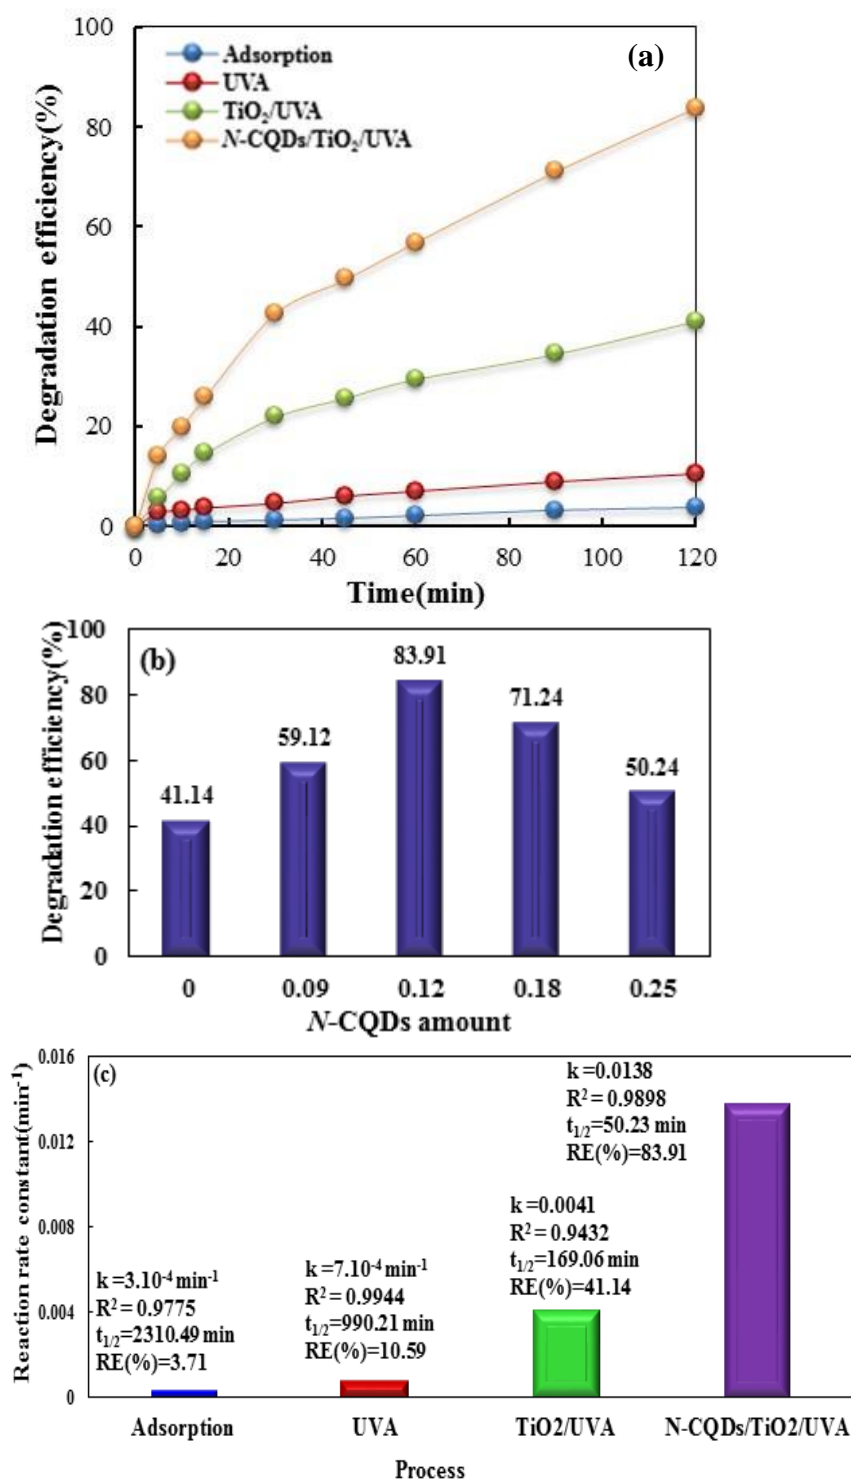 (a)
Adsorption
UVA
TiO₂/UVA
N-CQDs/TiO₂/UVA
Degradation efficiency(%)
100
80
60
40
20
0
0 20 40 60 80 100 120
Time(min)
(b)
Degradation efficiency(%)
100
80
60
40
20
0
41.14
59.12
83.91
71.24
50.24
0 0.09 0.12 0.18 0.25
N-CQDs amount
(c)
Reaction rate constant(min⁻¹)
0.016
0.012
0.008
0.004
0
k =3.10⁻⁴ min⁻¹
R² = 0.9775
t₁/₂=2310.49 min
RE(%)=3.71
k =7.10⁻⁴ min⁻¹
R² = 0.9944
t₁/₂=990.21 min
RE(%)=10.59
k =0.0041
R² = 0.9432
t₁/₂=169.06 min
RE(%)=41.14
k =0.0138
R² = 0.9898
t₁/₂=50.23 min
RE(%)=83.91
Adsorption UVA TiO2/UVA N-CQDs/TiO2/UVA
Process